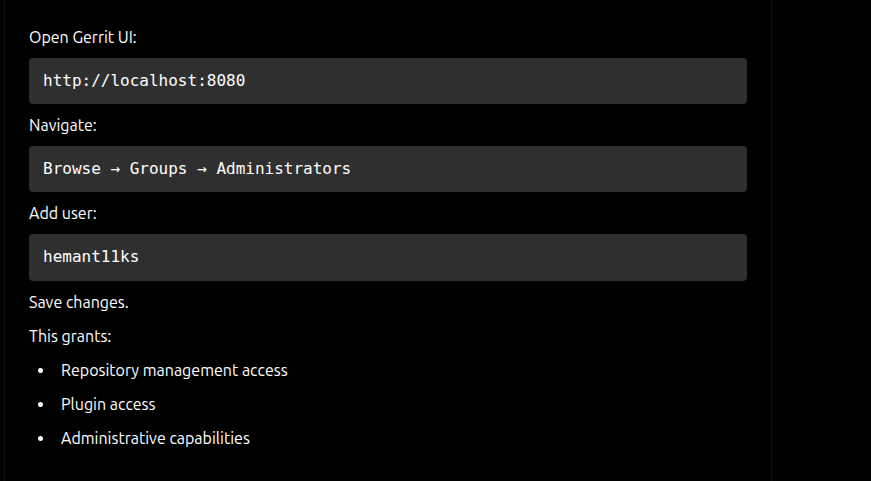 Open Gerrit UI:
http://localhost:8080
Navigate:
Browse → Groups → Administrators
Add user:
hemant11ks
Save changes.
This grants:
• Repository management access
• Plugin access
• Administrative capabilities